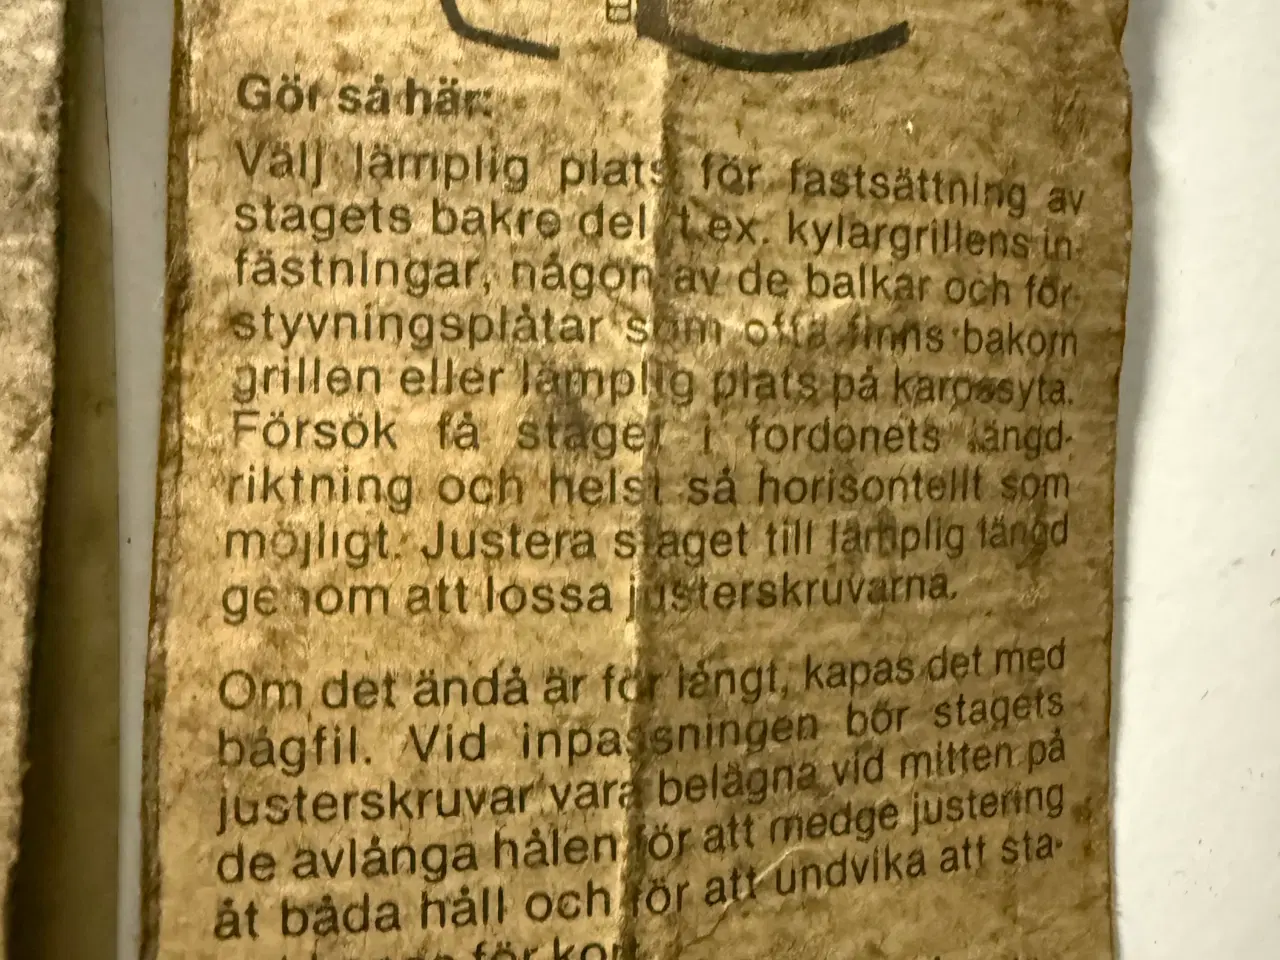 Gör så här:
Välj lämplig plats för fastsättning av
stagets bakre del t.ex. kylargrillens in-
fästningar, någon av de balkar och för-
styvningsplåtar som ofta finns bakom
grillen eller lämplig plats på karossyta.
Försök få staget i fordonets längd-
riktning och helst så horisontellt som
möjligt. Justera staget till lämplig längd
genom att lossa justerskruvarna.
Om det ändå är för långt, kapas det med
bågfil. Vid inpassningen bör stagets
justerskruvar vara belägna vid mitten på
de avlånga hålen för att medge justering
åt båda håll och för att undvika att sta-
för kort